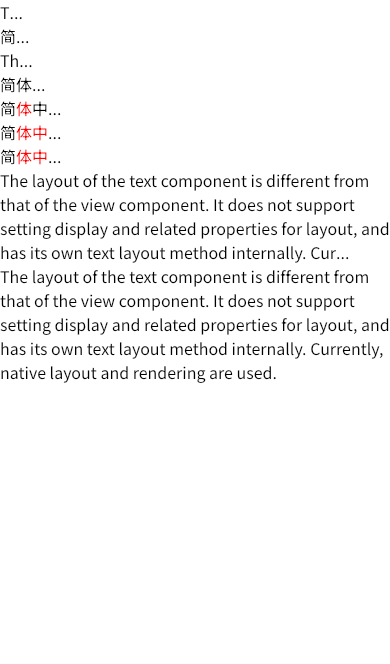 T...
简...
Th...
简体...
简体中...
简体中...
简体中...
The layout of the text component is different from
that of the view component. It does not support
setting display and related properties for layout, and
has its own text layout method internally. Cur...
The layout of the text component is different from
that of the view component. It does not support
setting display and related properties for layout, and
has its own text layout method internally. Currently,
native layout and rendering are used.